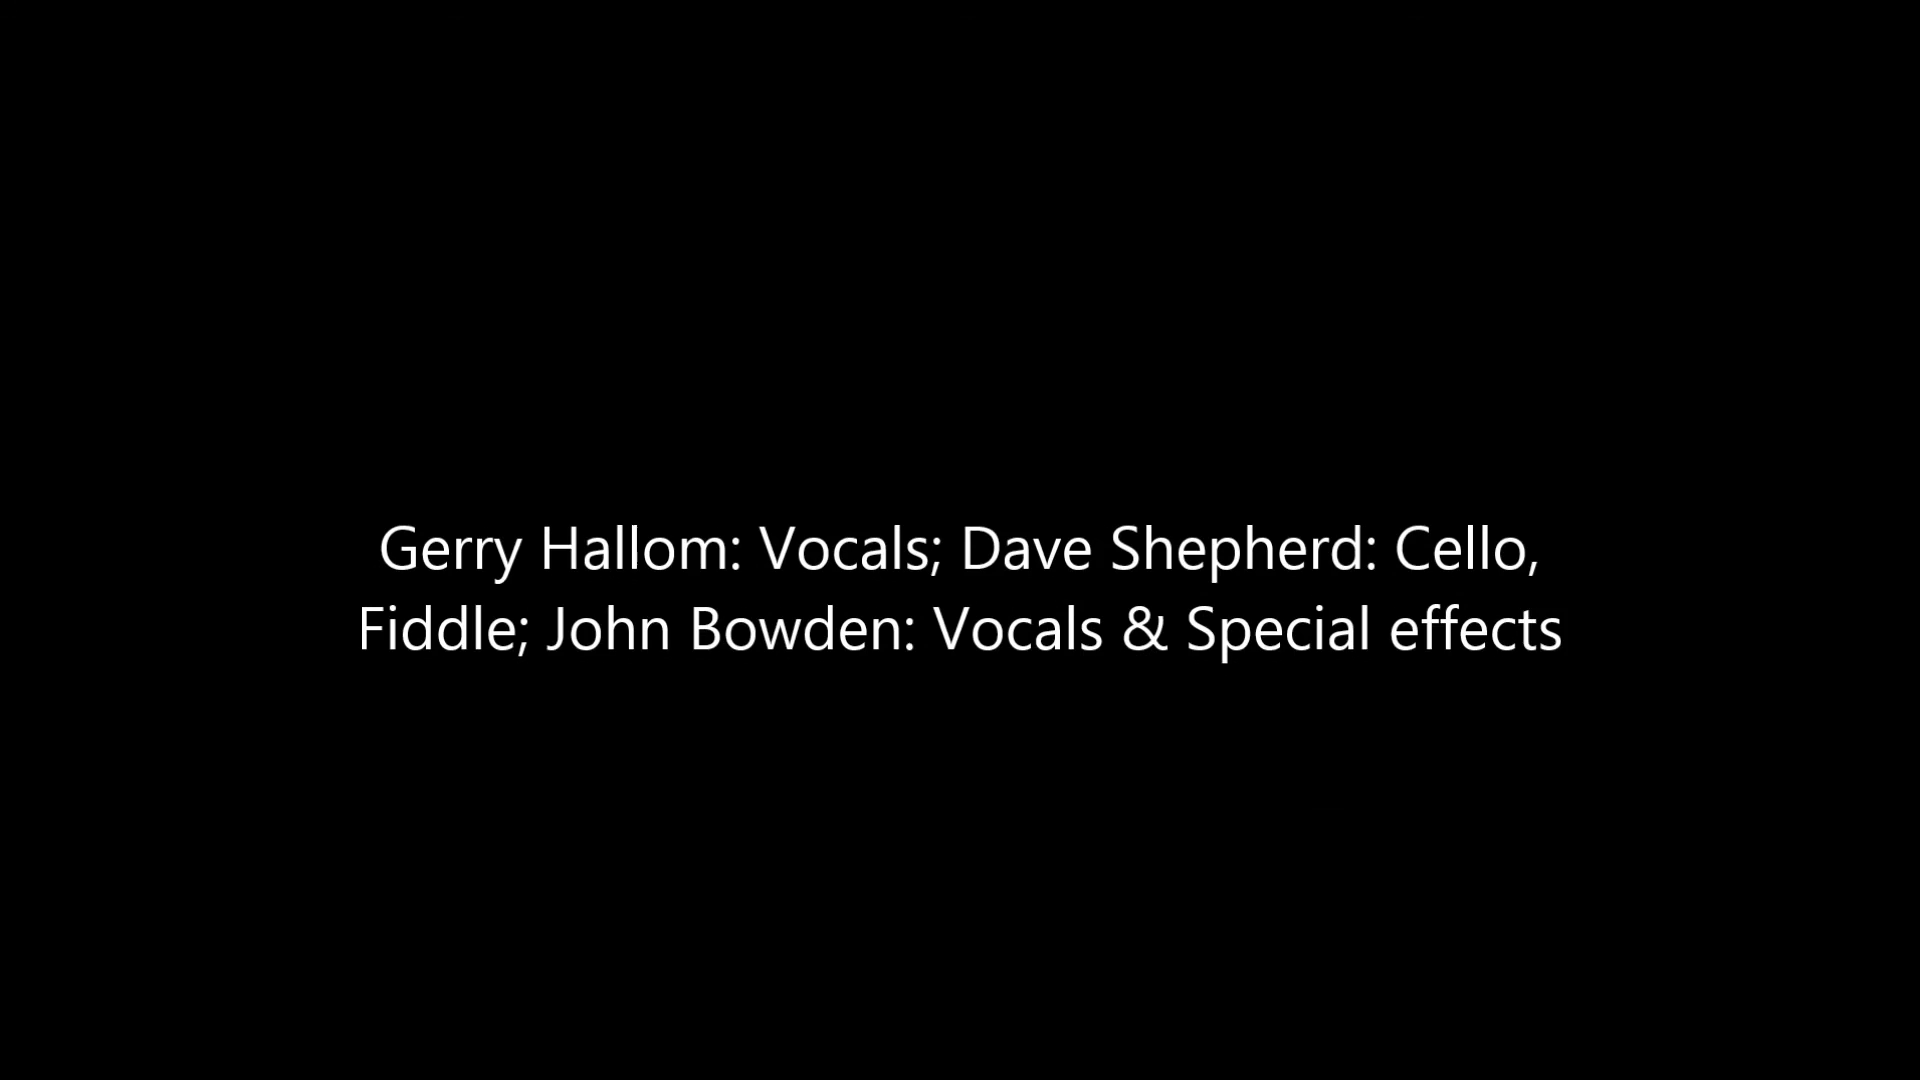 Gerry Hallom: Vocals; Dave Shepherd: Cello,
Fiddle; John Bowden: Vocals & Special effects